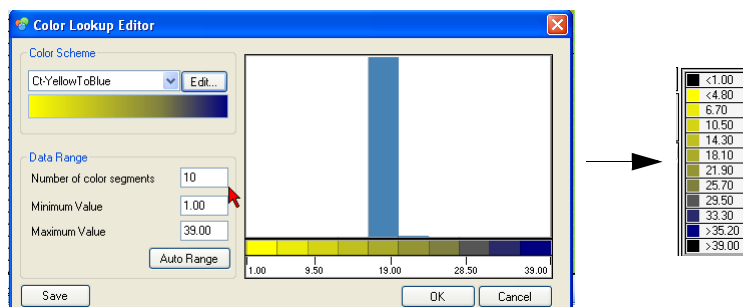 Color Lookup Editor
Color Scheme
Ct-YellowToBlue
Edit...
Data Range
Number of color segments 10
Minimum Value 1.00
Maximum Value 39.00
Auto Range
1.00 9.50 19.00 28.50 39.00
Save
OK
Cancel
<1.00
<4.80
6.70
10.50
14.30
18.10
21.90
25.70
29.50
33.30
>35.20
>39.00